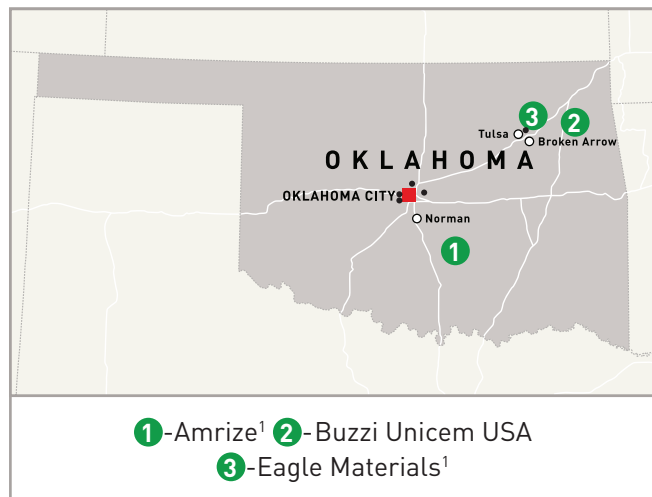 3
2
Tulsa
Broken Arrow
OKLAHOMA
OKLAHOMA CITY
Norman
1
1-Amrize¹ 2-Buzzi Unicem USA
3-Eagle Materials¹